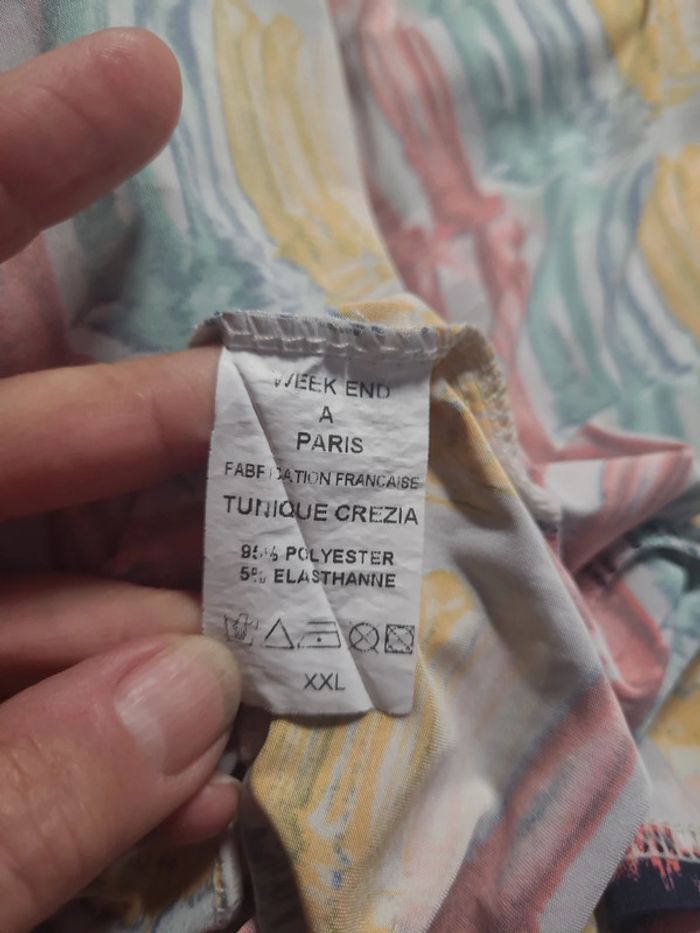 WEEK END
A
PARIS
FABRICATION FRANCAISE
TUNIQUE CREZIA
95% POLYESTER
5% ELASTHANNE
XXL